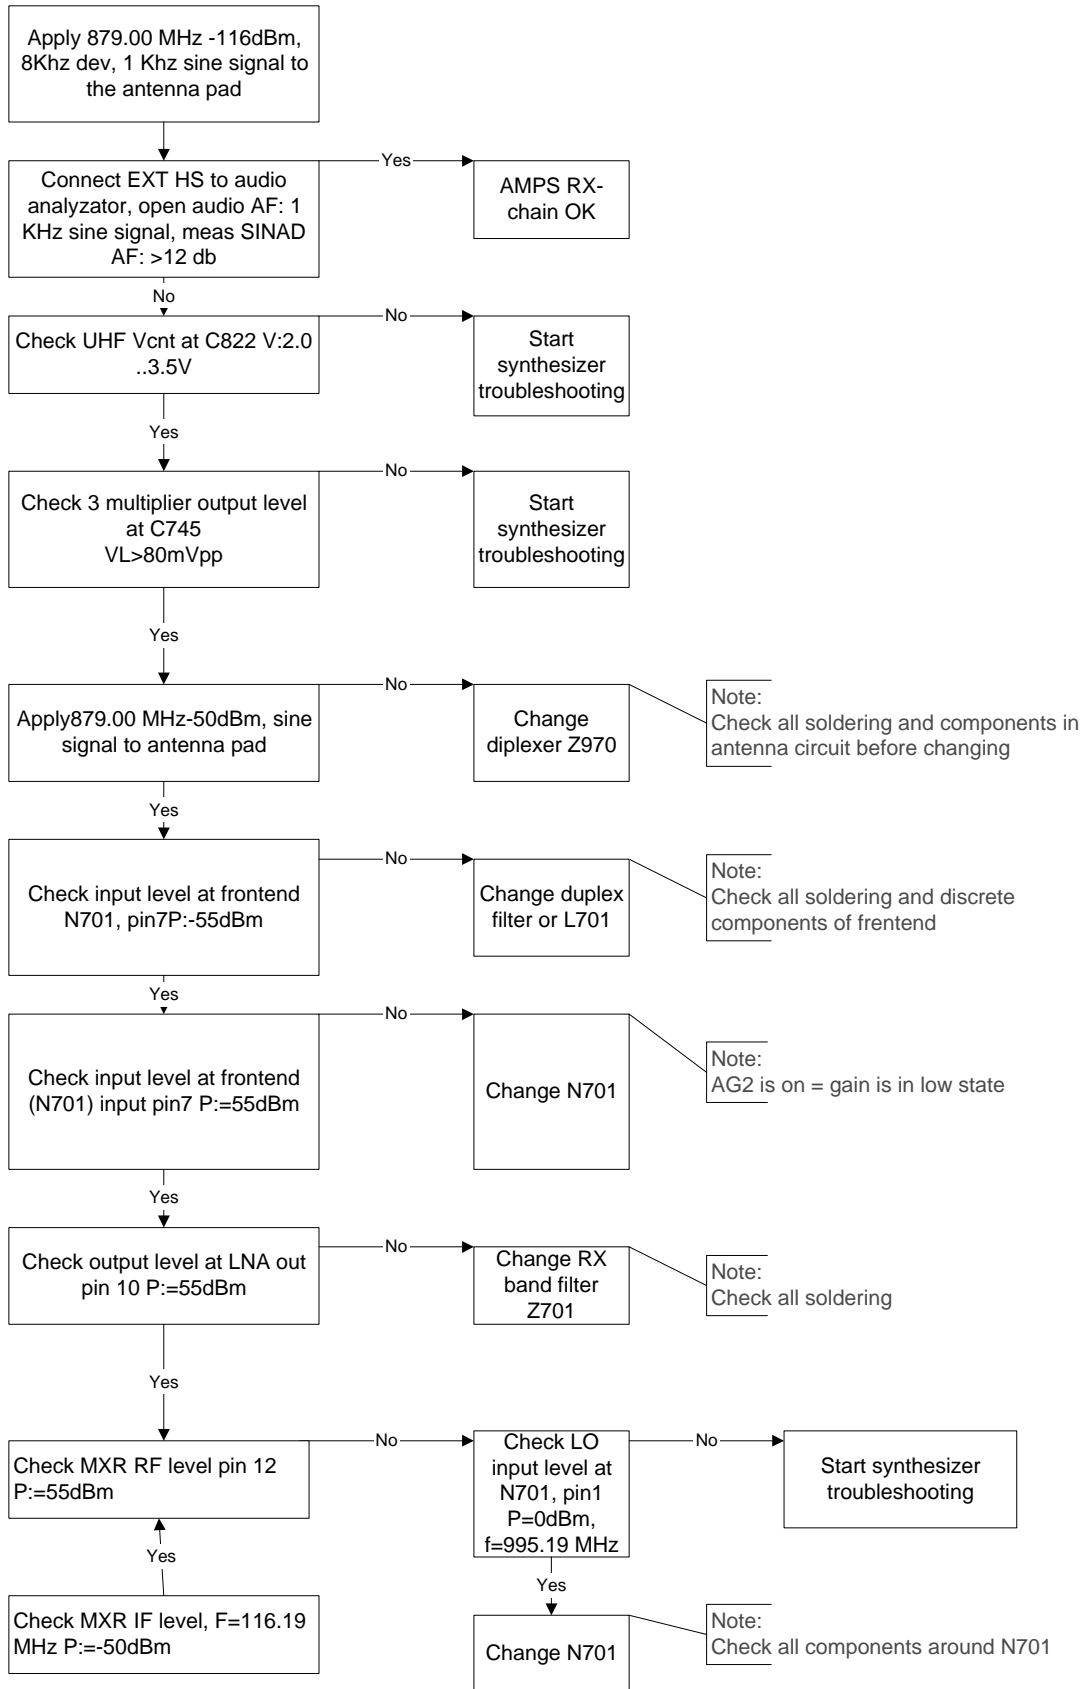 Apply 879.00 MHz -116dBm,
8Khz dev, 1 Khz sine signal to
the antenna pad
Yes
Connect EXT HS to audio
analyzator, open audio AF: 1
KHz sine signal, meas SINAD
AF: >12 db
AMPS RX-
chain OK
No
No
Check UHF Vcnt at C822 V:2.0
..3.5V
Start
synthesizer
troubleshooting
Yes
No
Check 3 multiplier output level
at C745
VL>80mVpp
Start
synthesizer
troubleshooting
Yes
No
Apply879.00 MHz-50dBm, sine
signal to antenna pad
Change
diplexer Z970
Note:
Check all soldering and components in
antenna circuit before changing
Yes
No
Check input level at frontend
N701, pin7P:-55dBm
Change duplex
filter or L701
Note:
Check all soldering and discrete
components of frentend
Yes
No
Check input level at frontend
(N701) input pin7 P:=55dBm
Change N701
Note:
AG2 is on = gain is in low state
Yes
No
Check output level at LNA out
pin 10 P:=55dBm
Change RX
band filter
Z701
Note:
Check all soldering
Yes
No
No
Check MXR RF level pin 12
P:=55dBm
Check LO
input level at
N701, pin1
P=0dBm,
f=995.19 MHz
Start synthesizer
troubleshooting
Yes
Yes
Check MXR IF level, F=116.19
MHz P:=-50dBm
Change N701
Note:
Check all components around N701